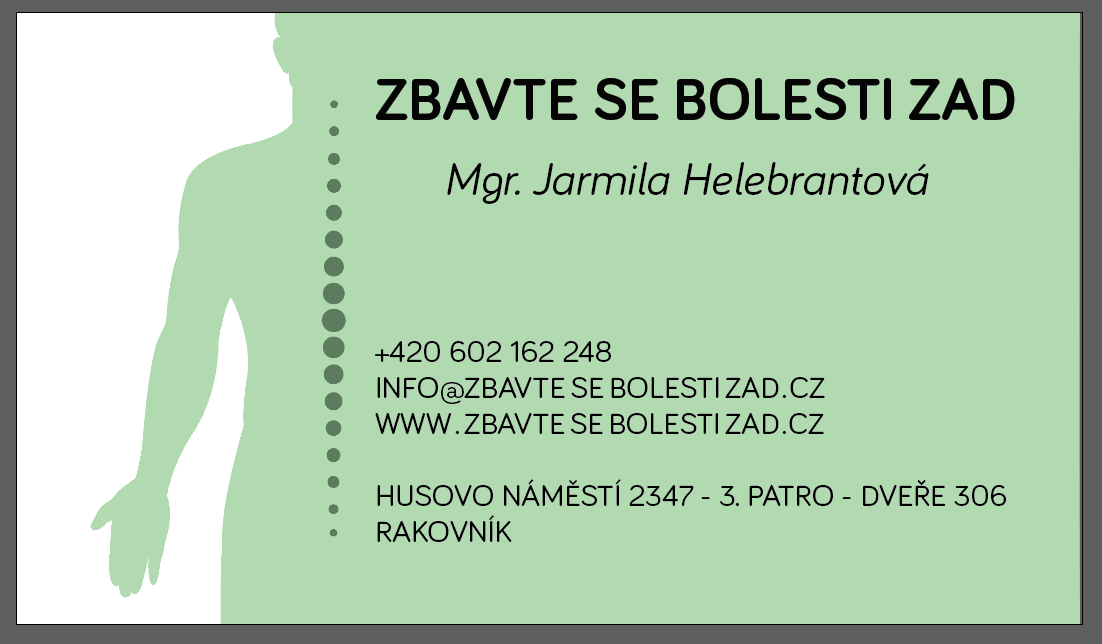 ZBAVTE SE BOLESTI ZAD
Mgr. Jarmila Helebrantová
+420 602 162 248
INFO@ZBAVTE SE BOLESTI ZAD.CZ
WWW.ZBAVTE SE BOLESTI ZAD.CZ
HUSOVO NÁMĚSTÍ 2347 - 3. PATRO - DVEŘE 306
RAKOVNÍK